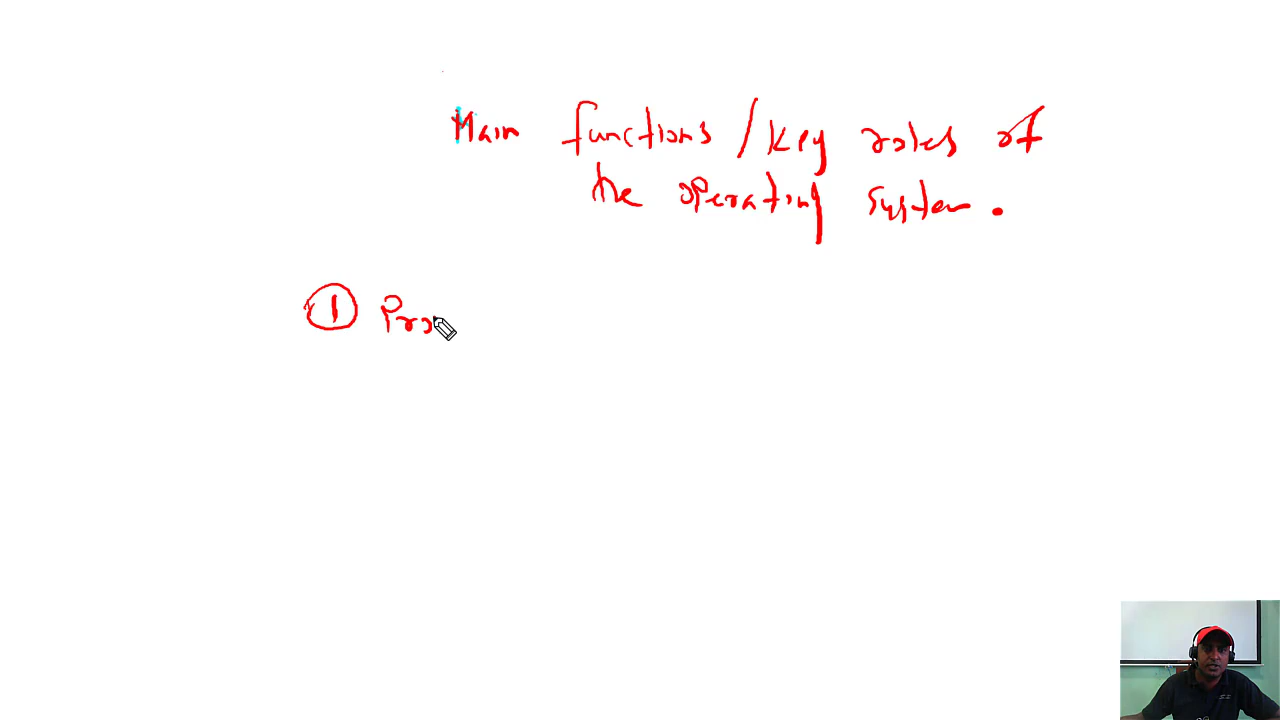 Main functions / key roles of
the operating system.
1 Pro